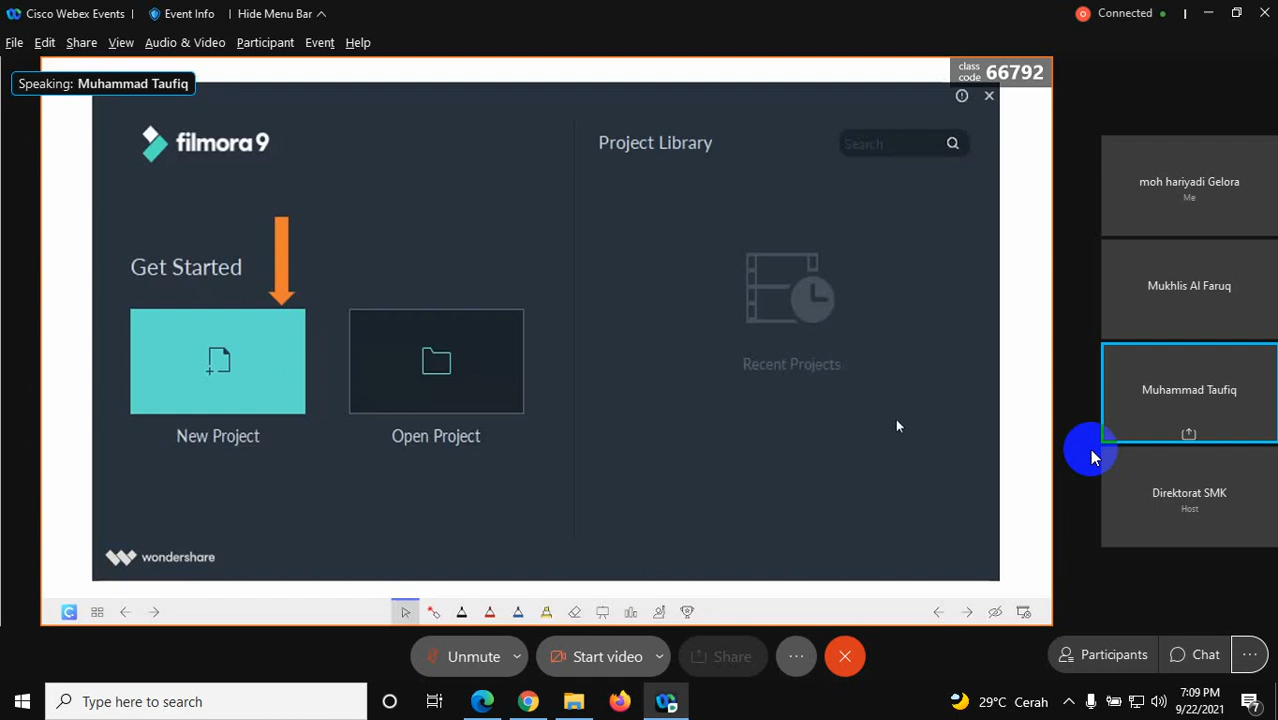 Cisco Webex Events Event Info Hide Menu Bar Connected
File Edit Share View Audio & Video Participant Event Help
Speaking: Muhammad Taufiq
class code 66792
filmora 9
Project Library
Search
Get Started
Recent Projects
New Project
Open Project
wondershare
moh hariyadi Gelora
Me
Mukhlis Al Faruq
Muhammad Taufiq
Direktorat SMK
Host
Unmute Start video Share Participants Chat
Type here to search
29°C Cerah
7:09 PM
9/22/2021
7